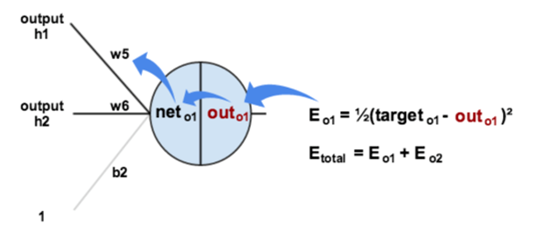 output
h1
w5
output
h2
w6
net o1
out o1
E o1 = ½(target o1 - out o1 )²
E total = E o1 + E o2
b2
1